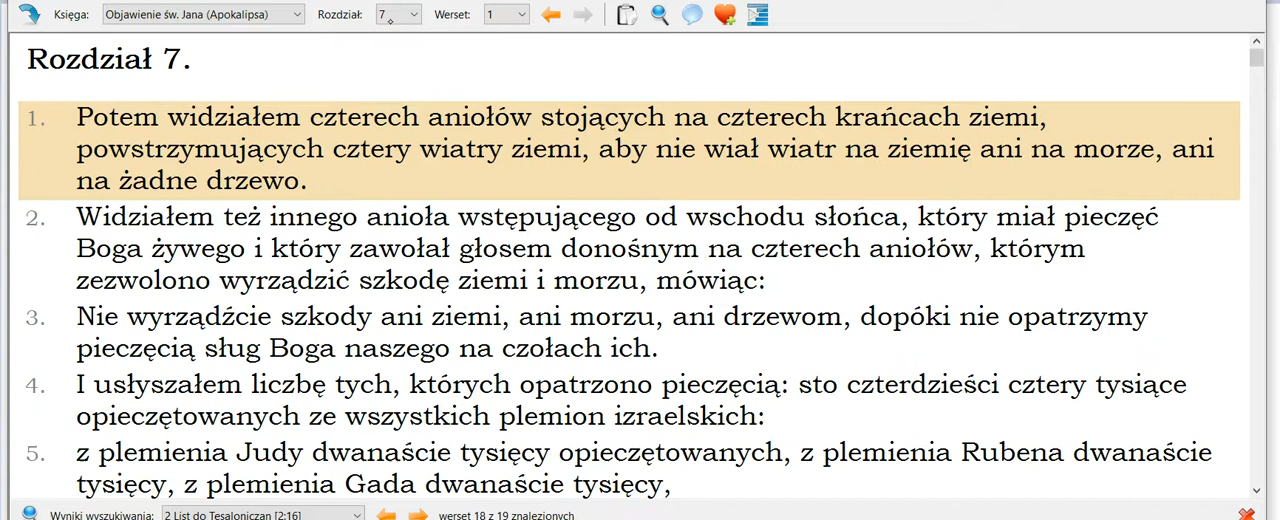 Księga: Objawienie św. Jana (Apokalipsa) Rozdział: 7 Werset: 1
Rozdział 7.
1. Potem widziałem czterech aniołów stojących na czterech krańcach ziemi,
powstrzymujących cztery wiatry ziemi, aby nie wiał wiatr na ziemię ani na morze, ani
na żadne drzewo.
2. Widziałem też innego anioła wstępującego od wschodu słońca, który miał pieczęć
Boga żywego i który zawołał głosem donośnym na czterech aniołów, którym
zezwolono wyrządzić szkodę ziemi i morzu, mówiąc:
3. Nie wyrządźcie szkody ani ziemi, ani morzu, ani drzewom, dopóki nie opatrzymy
pieczęcią sług Boga naszego na czołach ich.
4. I usłyszałem liczbę tych, których opatrzono pieczęcią: sto czterdzieści cztery tysiące
opieczętowanych ze wszystkich plemion izraelskich:
5. z plemienia Judy dwanaście tysięcy opieczętowanych, z plemienia Rubena dwanaście
tysięcy, z plemienia Gada dwanaście tysięcy,
Wyniki wyszukiwania: 2 List do Tesaloniczan [2:16] werset 18 z 19 znalezionych